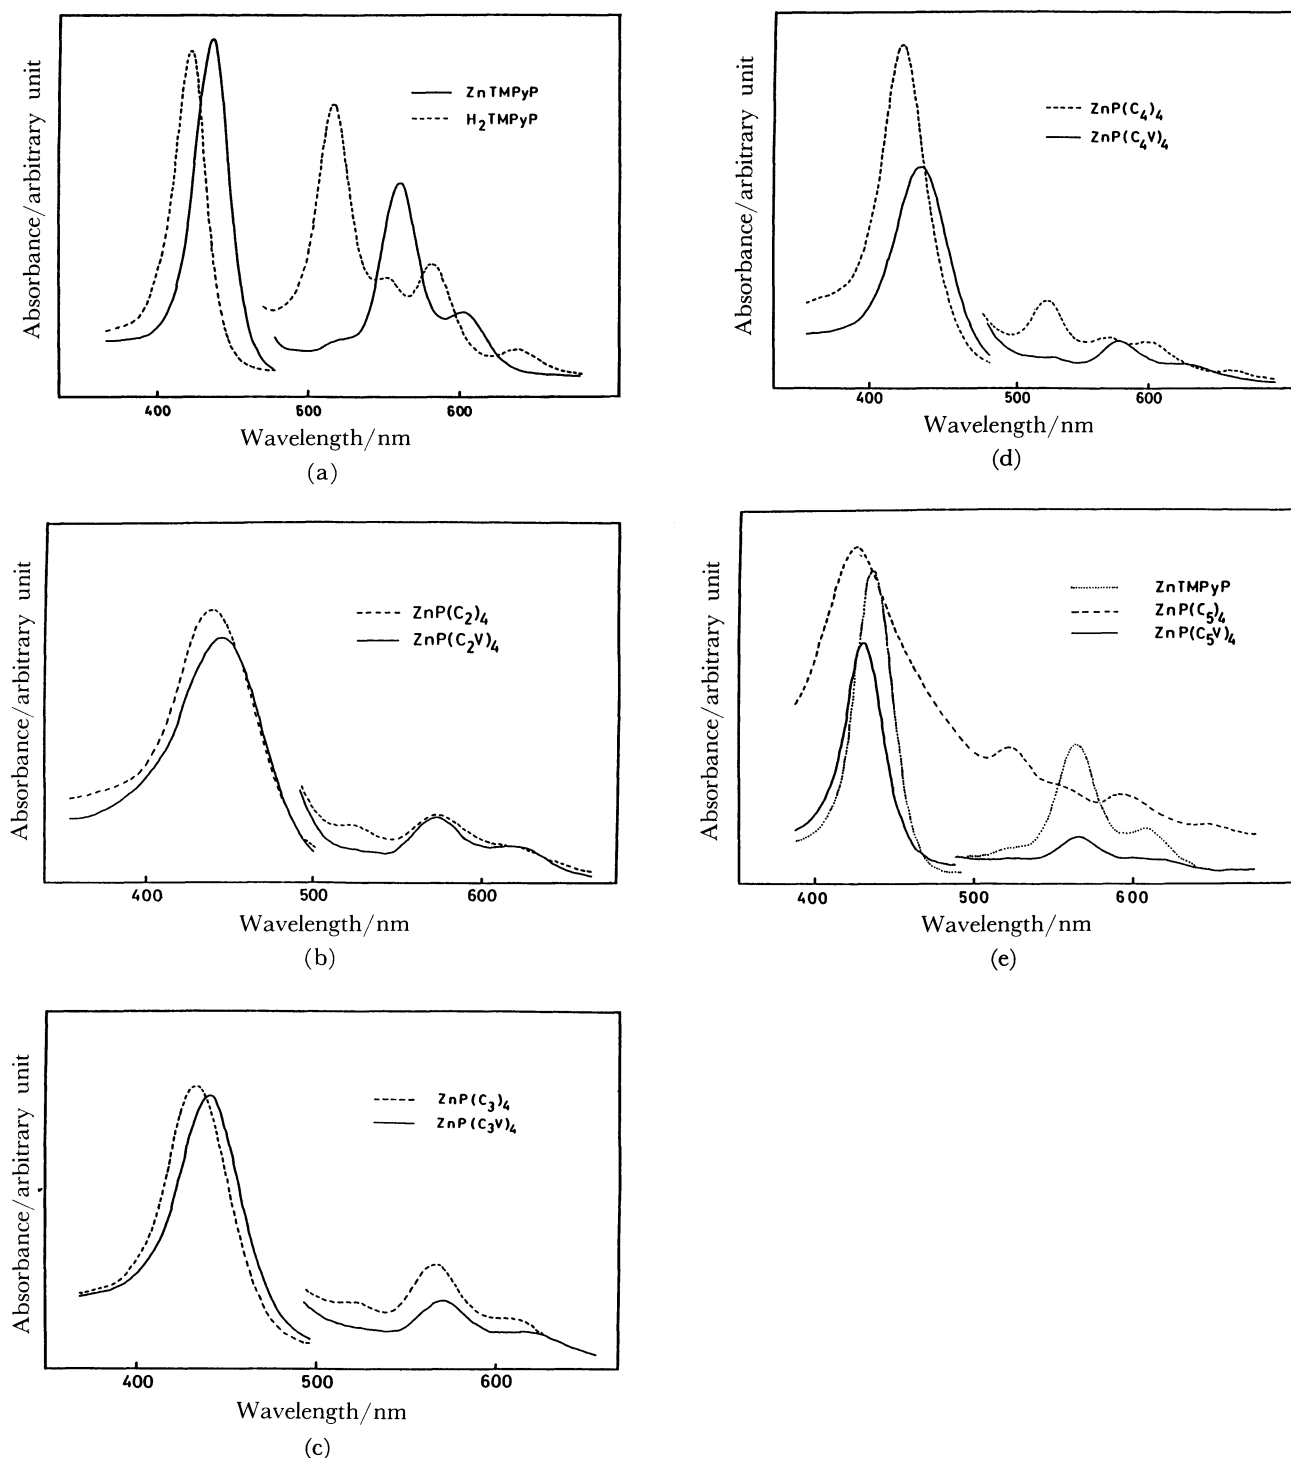 Absorbance/arbitrary unit
ZnTMPyP
H₂TMPyP
400 500 600
Wavelength/nm
(a)
Absorbance/arbitrary unit
ZnP(C₂)₄
ZnP(C₂V)₄
400 500 600
Wavelength/nm
(b)
Absorbance/arbitrary unit
ZnP(C₃)₄
ZnP(C₃V)₄
400 500 600
Wavelength/nm
(c)
Absorbance/arbitrary unit
ZnP(C₄)₄
ZnP(C₄V)₄
400 500 600
Wavelength/nm
(d)
Absorbance/arbitrary unit
ZnTMPyP
ZnP(C₅)₄
ZnP(C₅V)₄
400 500 600
Wavelength/nm
(e)